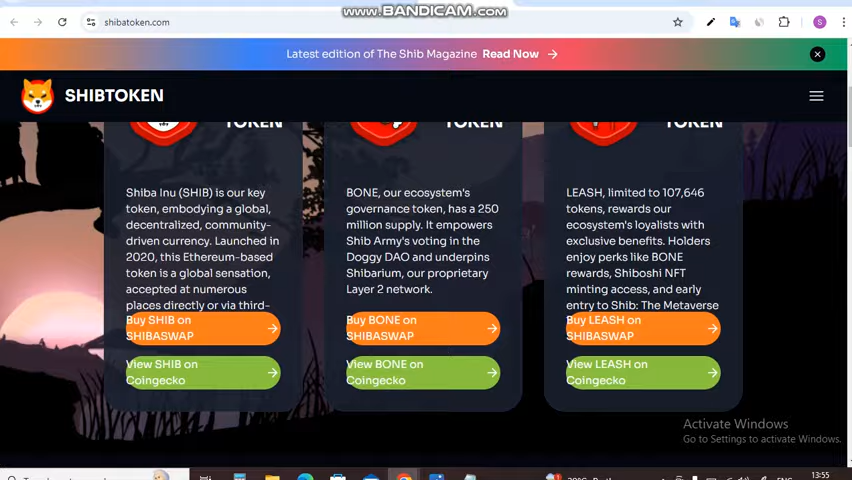 www.BANDICAM.com
shibatoken.com
S
Latest edition of The Shib Magazine Read Now
SHIBTOKEN
TOKEN
TOKEN
TOKEN
Shiba Inu (SHIB) is our key
token, embodying a global,
decentralized, community-
driven currency. Launched in
2020, this Ethereum-based
token is a global sensation,
accepted at numerous
places directly or via third-
Buy SHIB on
SHIBASWAP
View SHIB on
Coingecko
BONE, our ecosystem's
governance token, has a 250
million supply. It empowers
Shib Army's voting in the
Doggy DAO and underpins
Shibarium, our proprietary
Layer 2 network.
Buy BONE on
SHIBASWAP
View BONE on
Coingecko
LEASH, limited to 107,646
tokens, rewards our
ecosystem's loyalists with
exclusive benefits. Holders
enjoy perks like BONE
rewards, Shiboshi NFT
minting access, and early
entry to Shib: The Metaverse
Buy LEASH on
SHIBASWAP
View LEASH on
Coingecko
Activate Windows
Go to Settings to activate Windows.
13:55